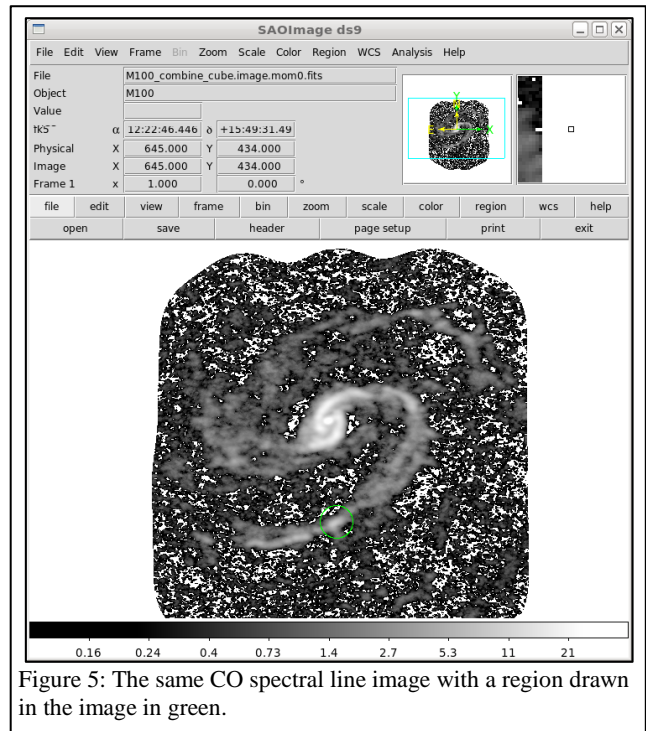 SAOImage ds9
File Edit View Frame Bin Zoom Scale Color Region WCS Analysis Help
File M100_combine_cube.image.mom0.fits
Object M100
Value
α 12:22:46.446 δ +15:49:31.49
Physical X 645.000 Y 434.000
Image X 645.000 Y 434.000
Frame 1 x 1.000 0.000 °
file edit view frame bin zoom scale color region wcs help
open save header page setup print exit
Y
X
0.16 0.24 0.4 0.73 1.4 2.7 5.3 11 21
Figure 5: The same CO spectral line image with a region drawn
in the image in green.